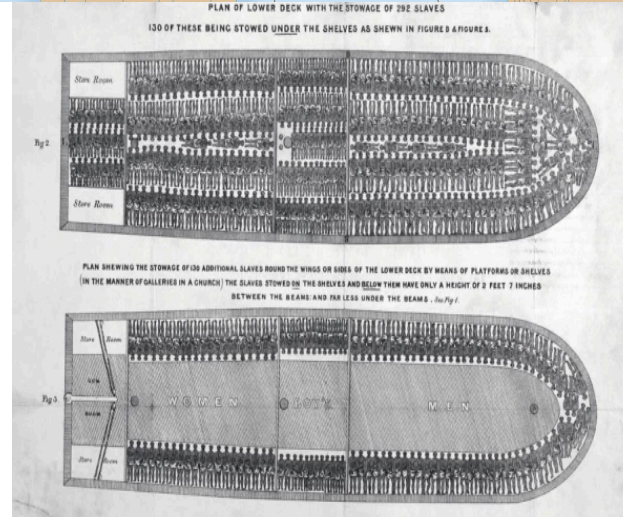 PLAN OF LOWER DECK WITH THE STOWAGE OF 292 SLAVES
130 OF THESE BEING STOWED UNDER THE SHELVES AS SHEWN IN FIGURE D & FIGURE 5.
Store Room
Fig 2.
Store Room
PLAN SHEWING THE STOWAGE OF 130 ADDITIONAL SLAVES ROUND THE WINGS OR SIDES OF THE LOWER DECK BY MEANS OF PLATFORMS OR SHELVES
(IN THE MANNER OF GALLERIES IN A CHURCH) THE SLAVES STOWED ON THE SHELVES AND BELOW THEM HAVE ONLY A HEIGHT OF 2 FEET 7 INCHES
BETWEEN THE BEAMS AND FAR LESS UNDER THE BEAMS. See Fig 1.
Store Room
GUN
Fig 3.
WOMEN
BOYS
MEN
ROOM
Store Room